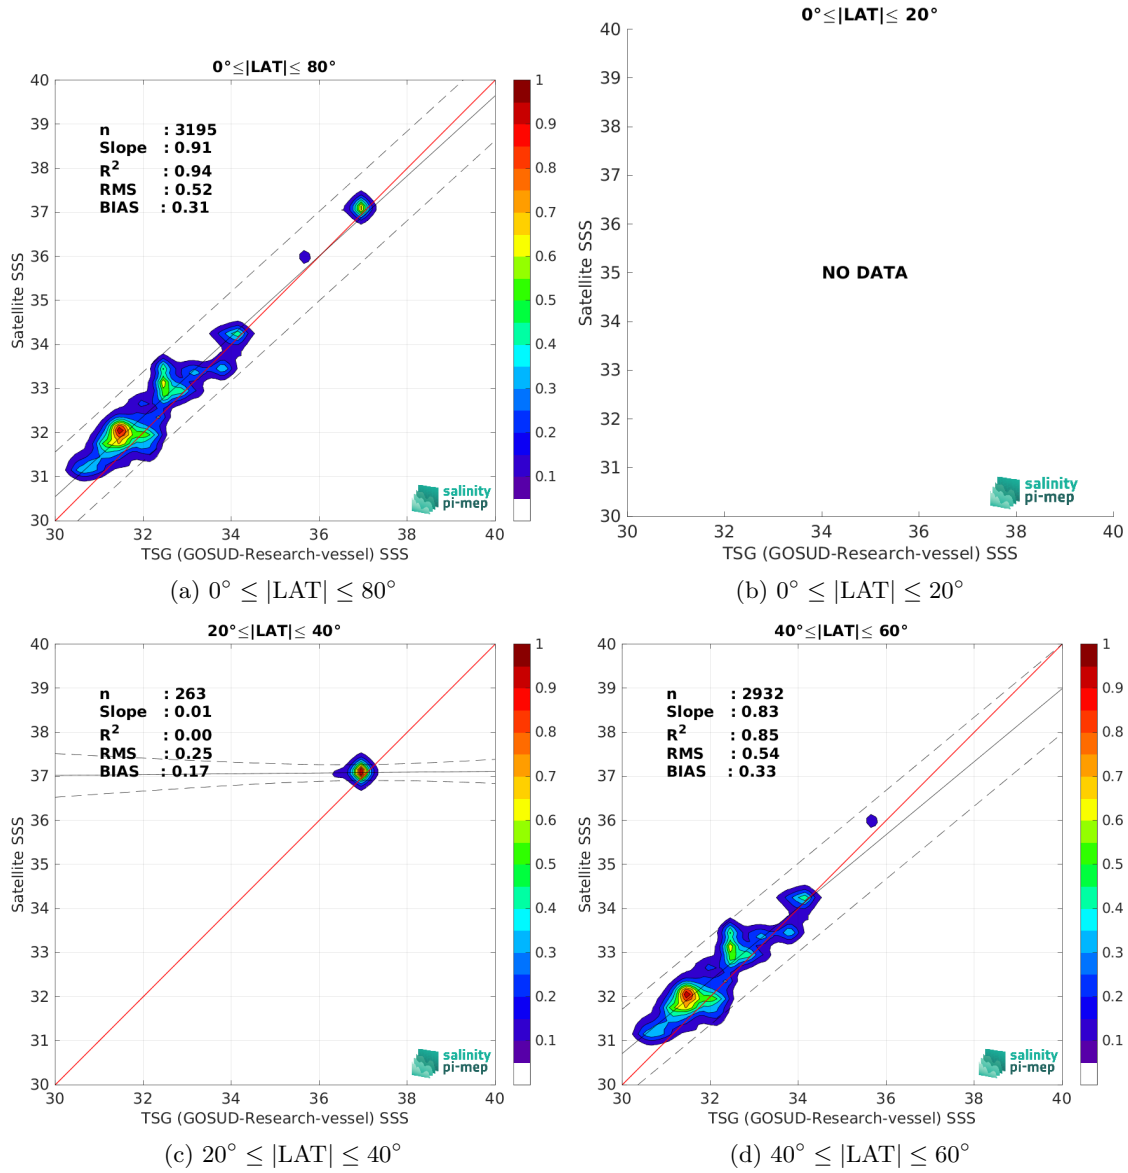 0°≤|LAT|≤ 80°
40
39
38
37
36
35
34
33
32
31
30
Satellite SSS
n : 3195
Slope : 0.91
R2 : 0.94
RMS : 0.52
BIAS : 0.31
salinity
pi-mep
30 32 34 36 38 40
TSG (GOSUD-Research-vessel) SSS
1
0.9
0.8
0.7
0.6
0.5
0.4
0.3
0.2
0.1
(a) 0° ≤ |LAT| ≤ 80°
0°≤|LAT|≤ 20°
40
39
38
37
36
35
34
33
32
31
30
Satellite SSS
NO DATA
salinity
pi-mep
30 32 34 36 38 40
TSG (GOSUD-Research-vessel) SSS
(b) 0° ≤ |LAT| ≤ 20°
20°≤|LAT|≤ 40°
40
39
38
37
36
35
34
33
32
31
30
Satellite SSS
n : 263
Slope : 0.01
R2 : 0.00
RMS : 0.25
BIAS : 0.17
salinity
pi-mep
30 32 34 36 38 40
TSG (GOSUD-Research-vessel) SSS
1
0.9
0.8
0.7
0.6
0.5
0.4
0.3
0.2
0.1
(c) 20° ≤ |LAT| ≤ 40°
40°≤|LAT|≤ 60°
40
39
38
37
36
35
34
33
32
31
30
Satellite SSS
n : 2932
Slope : 0.83
R2 : 0.85
RMS : 0.54
BIAS : 0.33
salinity
pi-mep
30 32 34 36 38 40
TSG (GOSUD-Research-vessel) SSS
1
0.9
0.8
0.7
0.6
0.5
0.4
0.3
0.2
0.1
(d) 40° ≤ |LAT| ≤ 60°